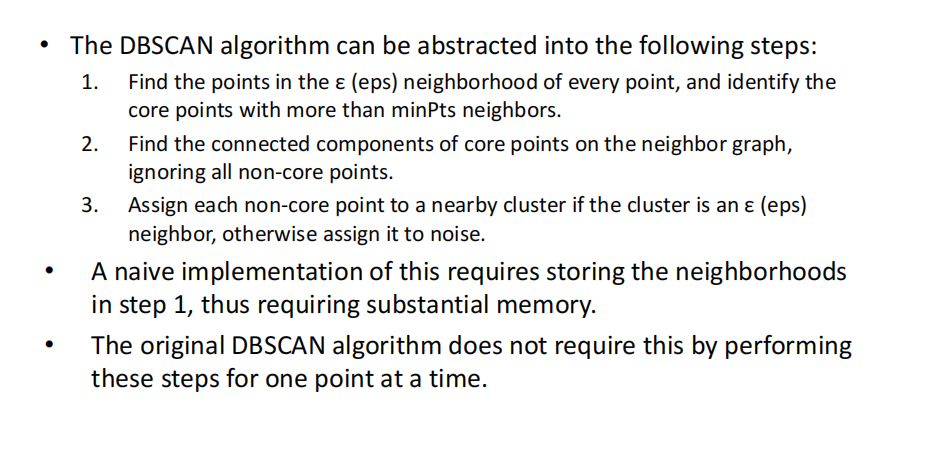 • The DBSCAN algorithm can be abstracted into the following steps:
1. Find the points in the ε (eps) neighborhood of every point, and identify the
core points with more than minPts neighbors.
2. Find the connected components of core points on the neighbor graph,
ignoring all non-core points.
3. Assign each non-core point to a nearby cluster if the cluster is an ε (eps)
neighbor, otherwise assign it to noise.
• A naive implementation of this requires storing the neighborhoods
in step 1, thus requiring substantial memory.
• The original DBSCAN algorithm does not require this by performing
these steps for one point at a time.